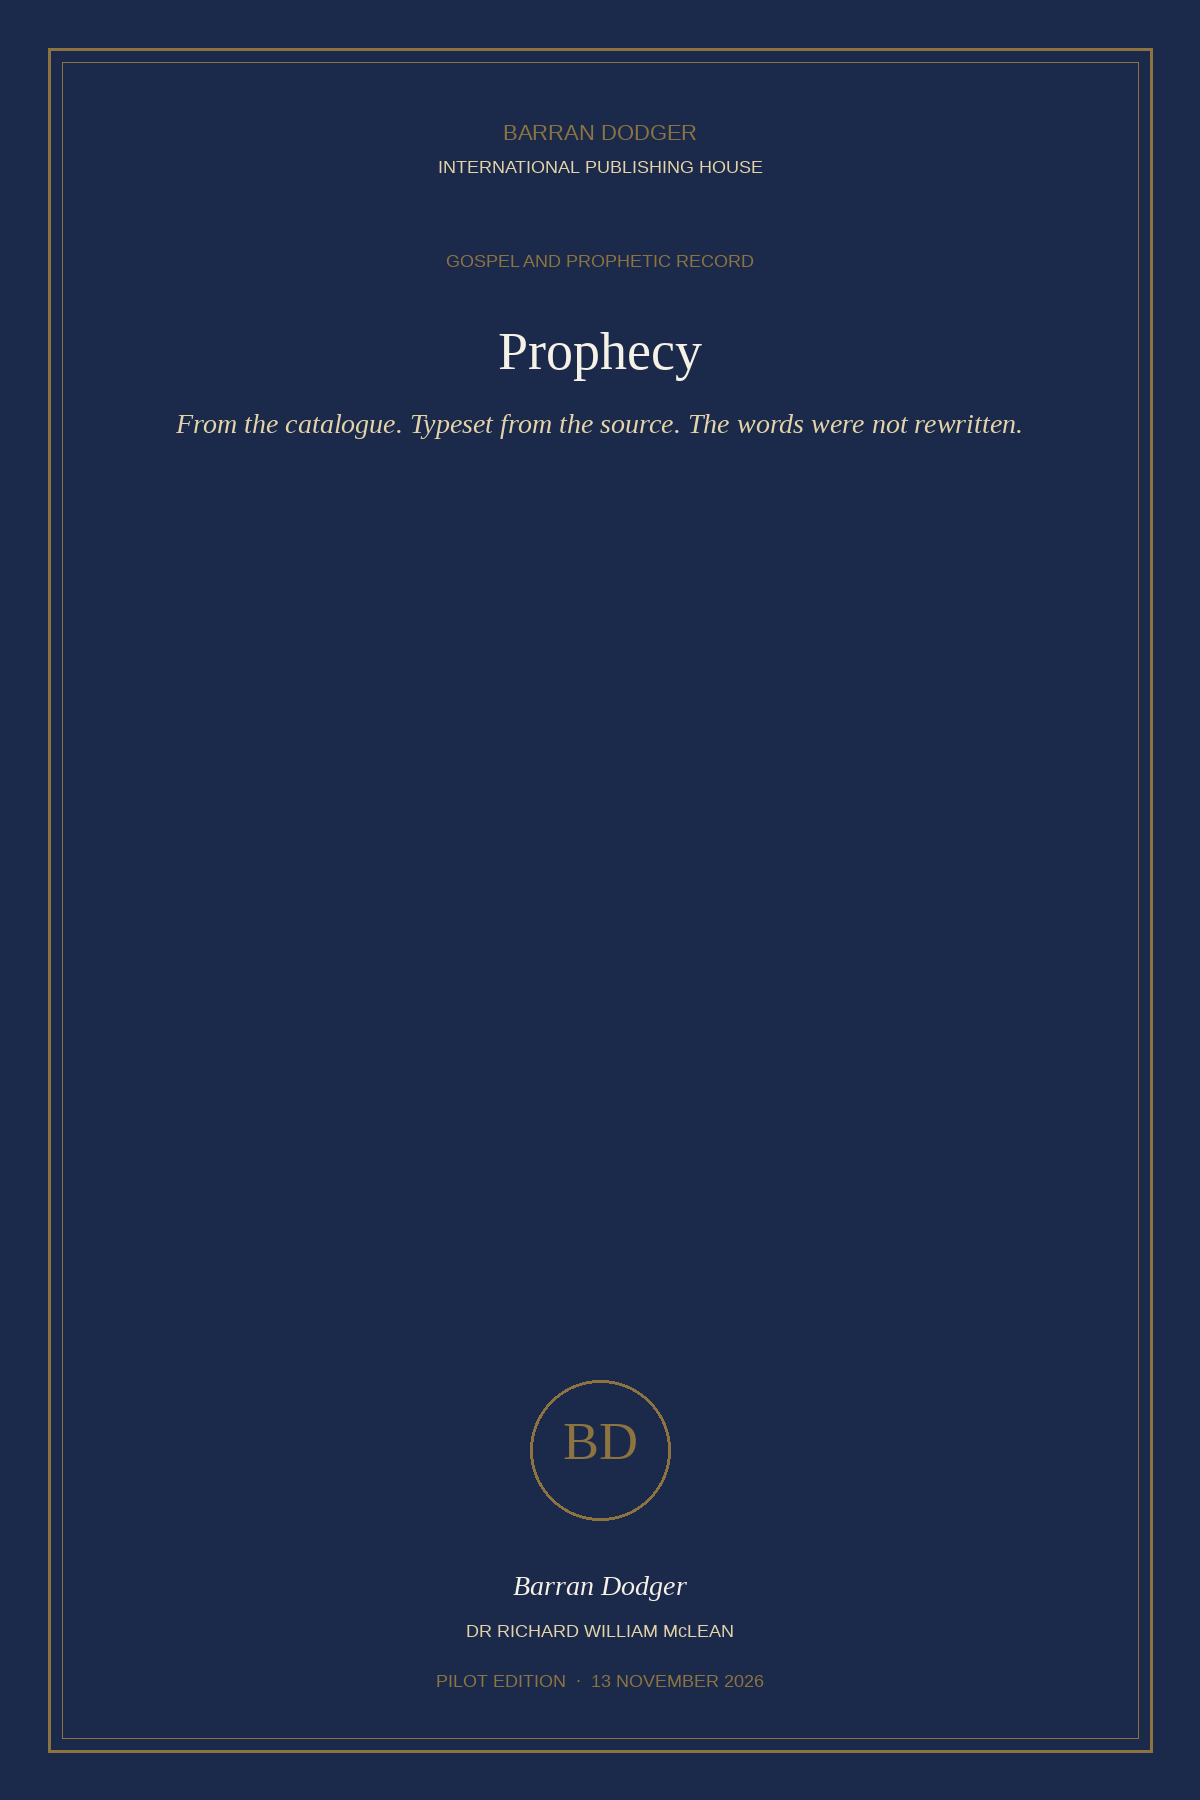 BARRAN DODGER
INTERNATIONAL PUBLISHING HOUSE
GOSPEL AND PROPHETIC RECORD
Prophecy
From the catalogue. Typeset from the source. The words were not rewritten.
BD
Barran Dodger
DR RICHARD WILLIAM McLEAN
PILOT EDITION · 13 NOVEMBER 2026